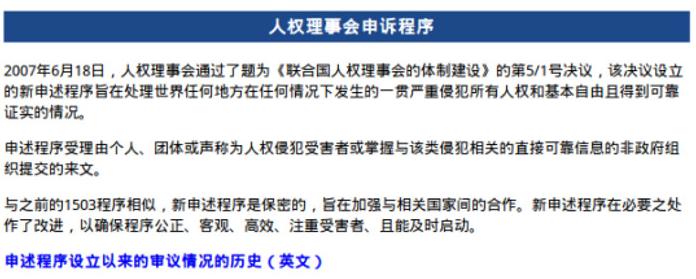 人权理事会申诉程序
2007年6月18日，人权理事会通过了题为《联合国人权理事会的体制建设》的第5/1号决议，该决议设立
的新申述程序旨在处理世界任何地方在任何情况下发生的一贯严重侵犯所有人权和基本自由且得到可靠
证实的情况。
申述程序受理由个人、团体或声称为人权侵犯受害者或掌握与该类侵犯相关的直接可靠信息的非政府组
织提交的来文。
与之前的1503程序相似，新申述程序是保密的，旨在加强与相关国家间的合作。新申述程序在必要之处
作了改进，以确保程序公正、客观、高效、注重受害者、且能及时启动。
申述程序设立以来的审议情况的历史（英文）